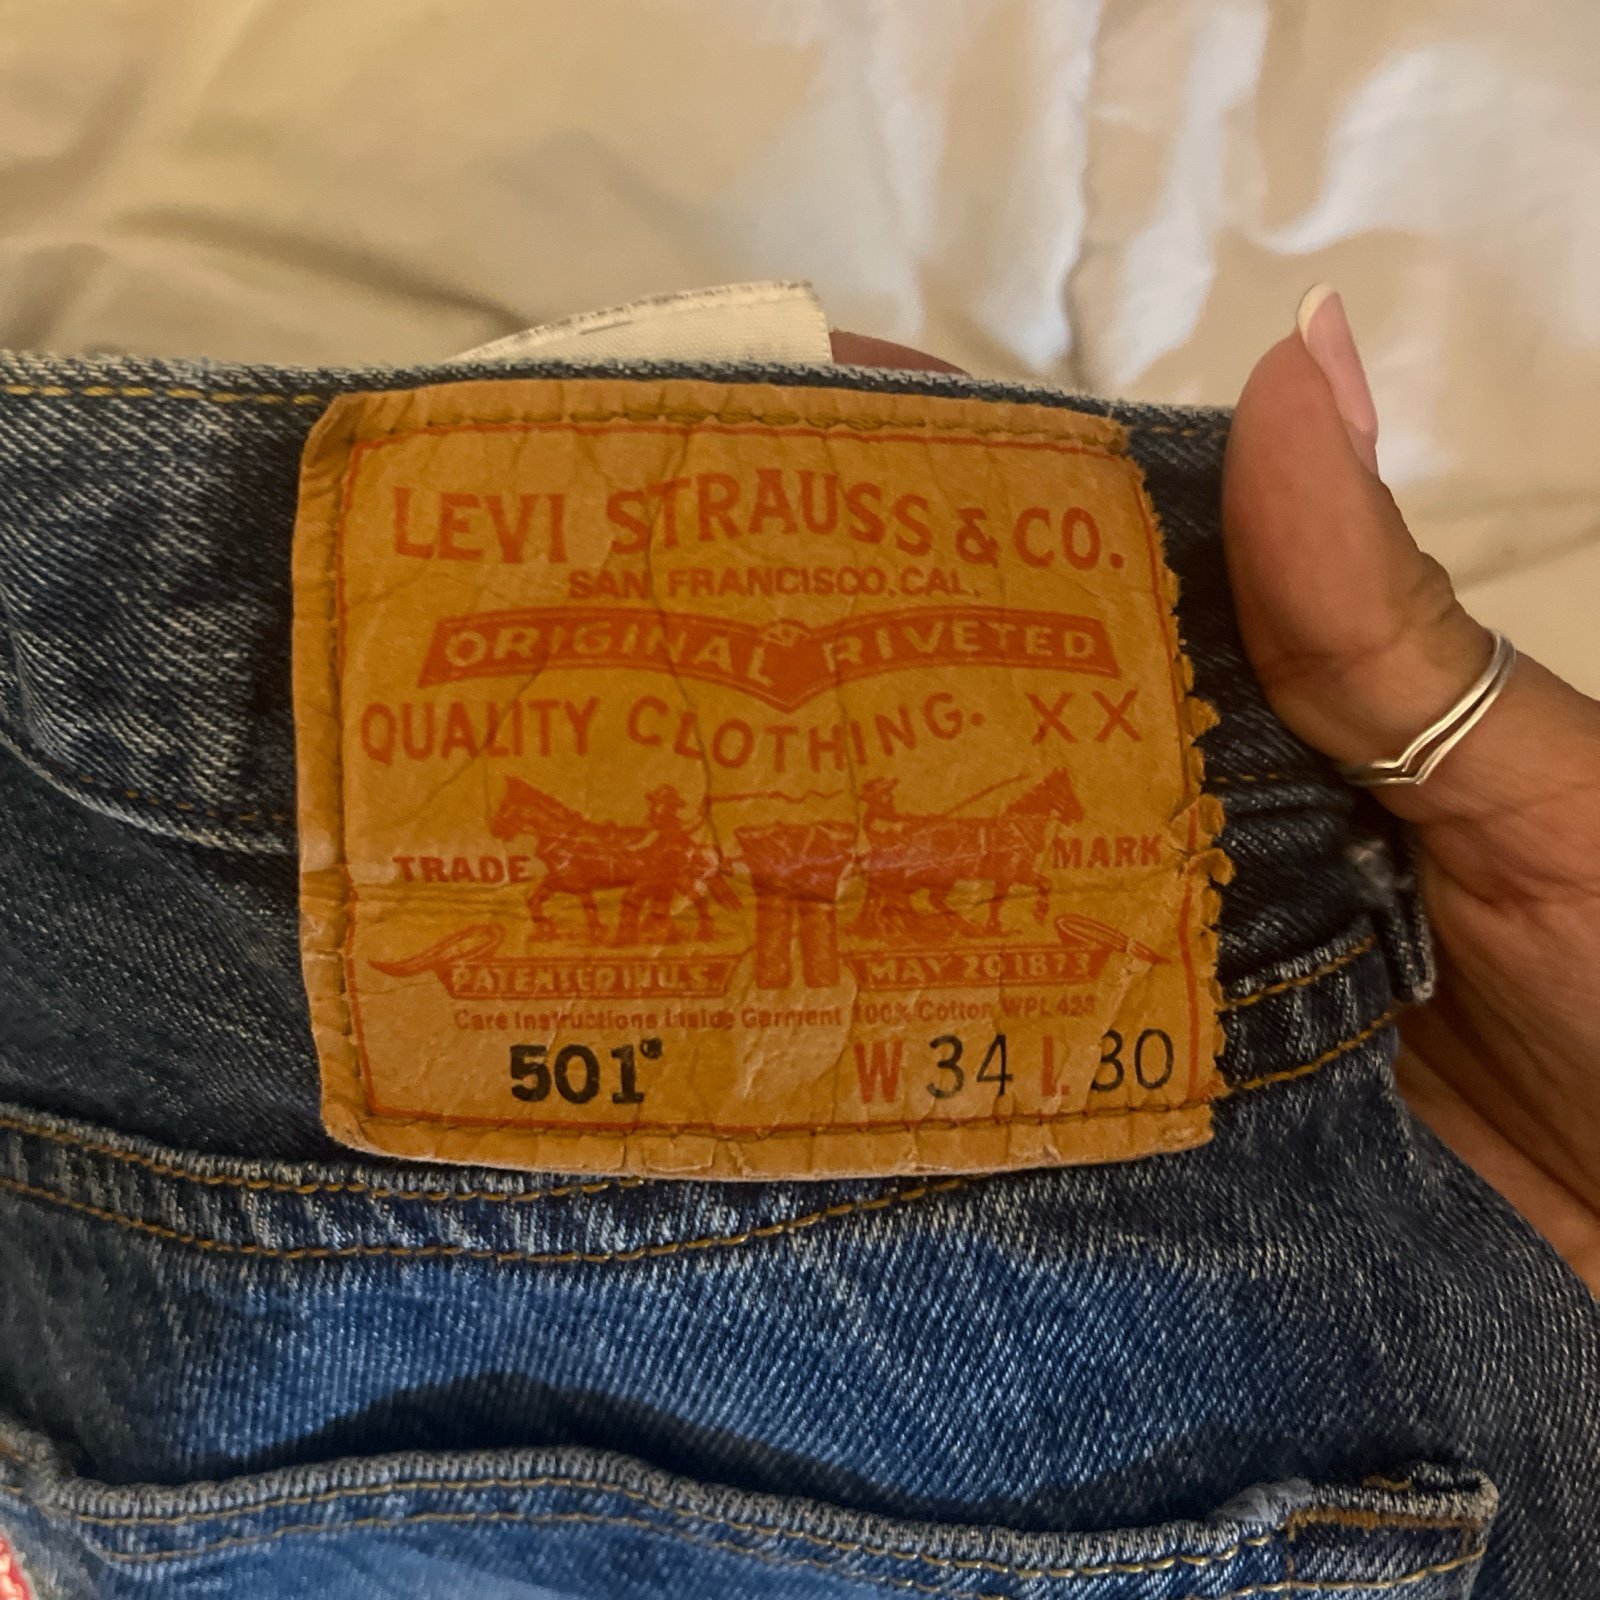 LEVI STRAUSS & CO.
SAN FRANCISCO, CAL.
ORIGINAL RIVETED
QUALITY CLOTHING. XX
TRADE MARK
PATENTED IN U.S. MAY 20 1873
Care Instructions Inside Garment 100% Cotton WPL 423
501® W 34 L 30